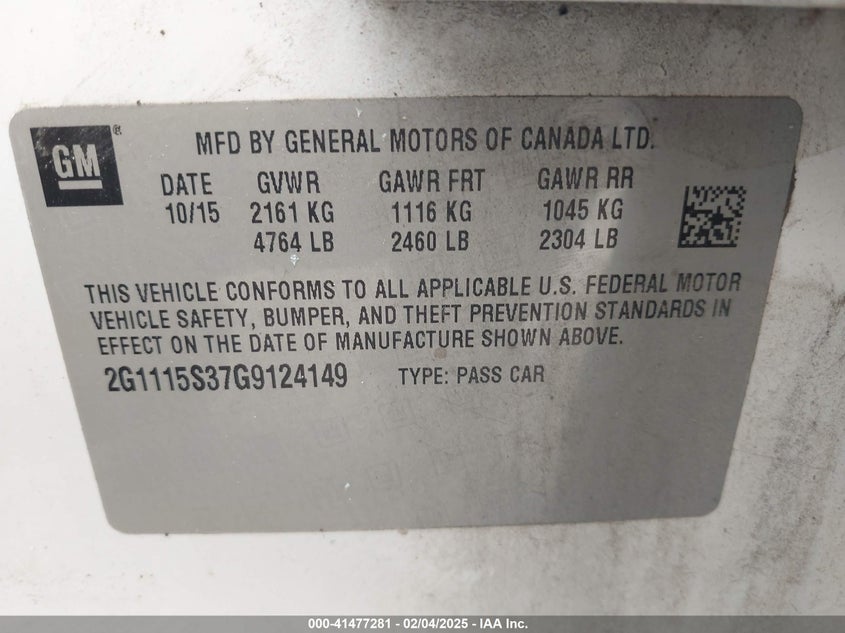 GM®
MFD BY GENERAL MOTORS OF CANADA LTD.
DATE GVWR GAWR FRT GAWR RR
10/15 2161 KG 1116 KG 1045 KG
4764 LB 2460 LB 2304 LB
THIS VEHICLE CONFORMS TO ALL APPLICABLE U.S. FEDERAL MOTOR
VEHICLE SAFETY, BUMPER, AND THEFT PREVENTION STANDARDS IN
EFFECT ON THE DATE OF MANUFACTURE SHOWN ABOVE.
2G1115S37G9124149 TYPE: PASS CAR
000-41477281 - 02/04/2025 - IAA Inc.